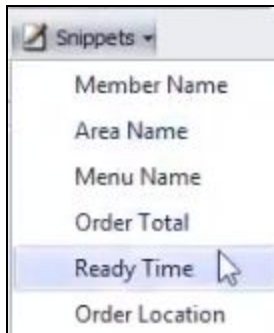 Snippets
Member Name
Area Name
Menu Name
Order Total
Ready Time
Order Location